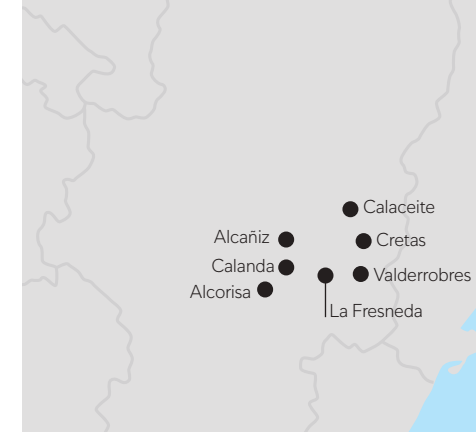 Calaceite
Alcañiz
Cretas
Calanda
Valderrobres
Alcorisa
La Fresneda